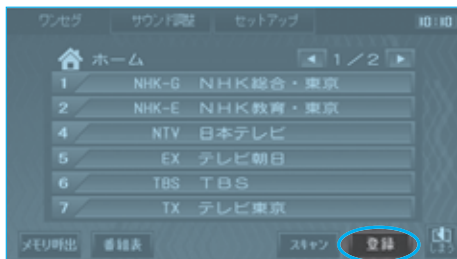 ワンセグ サウンド調整 セットアップ 10:10
ホーム 1/2
1 NHK-G NHK総合・東京
2 NHK-E NHK教育・東京
4 NTV 日本テレビ
5 EX テレビ朝日
6 TBS TBS
7 TX テレビ東京
メモリ呼出 番組表 スキャン 登録 しまう